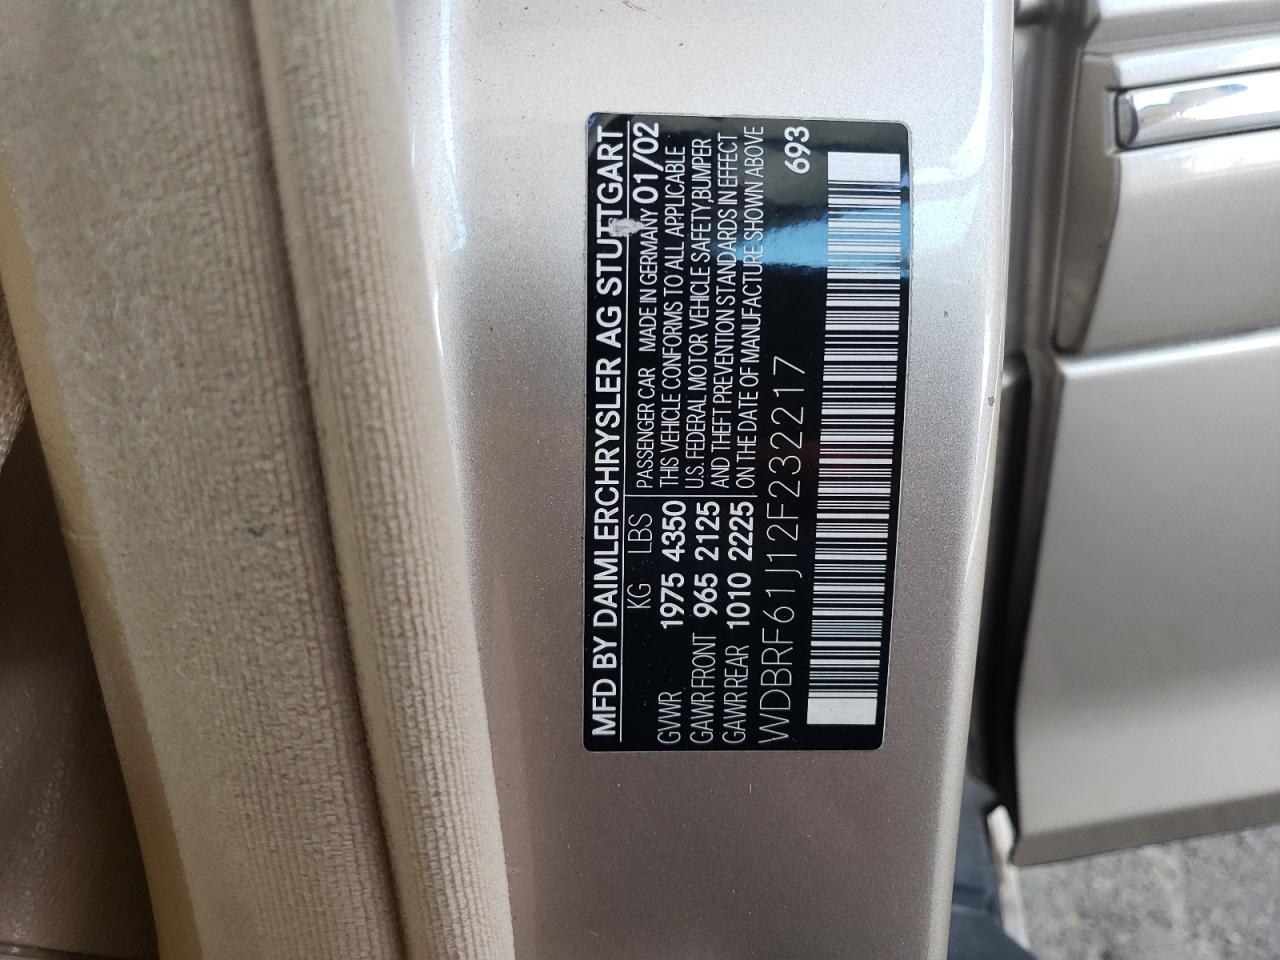 MFD BY DAIMLERCHRYSLER AG STUTTGART
KG LBS PASSENGER CAR MADE IN GERMANY 01/02
GVWR 1975 4350 THIS VEHICLE CONFORMS TO ALL APPLICABLE
GAWR FRONT 965 2125 U.S. FEDERAL MOTOR VEHICLE SAFETY,BUMPER
GAWR REAR 1010 2225 AND THEFT PREVENTION STANDARDS IN EFFECT
ON THE DATE OF MANUFACTURE SHOWN ABOVE
WDBRF61J12F232217 693